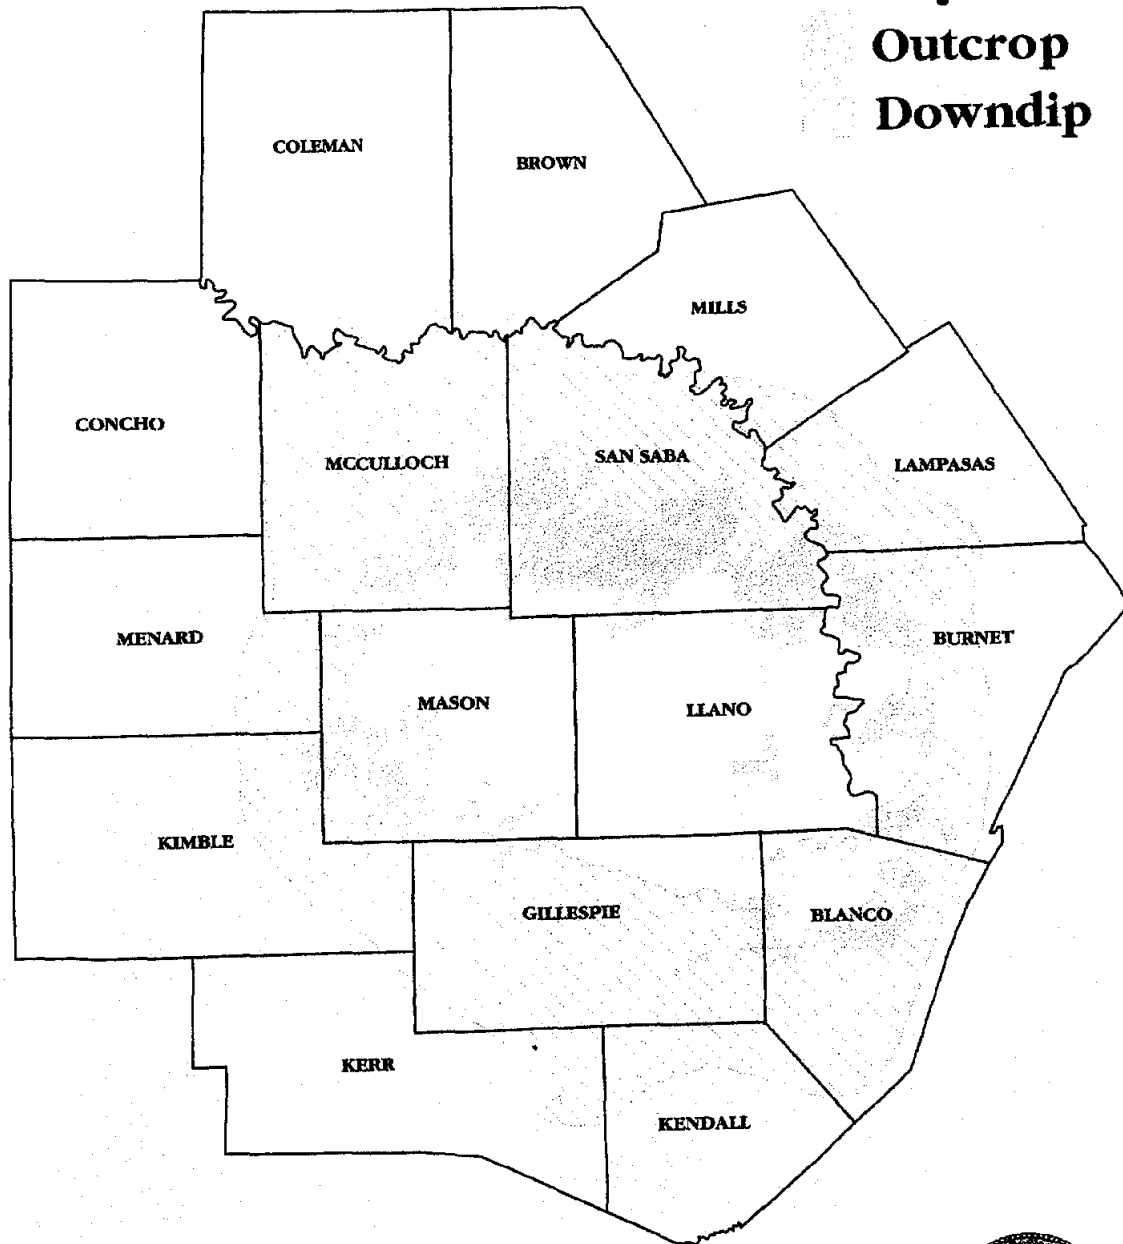 Outcrop
Downdip
COLEMAN
BROWN
MILLS
CONCHO
MCCULLOCH
SAN SABA
LAMPASAS
MENARD
BURNET
MASON
LLANO
KIMBLE
GILLESPIE
BLANCO
KERR
KENDALL